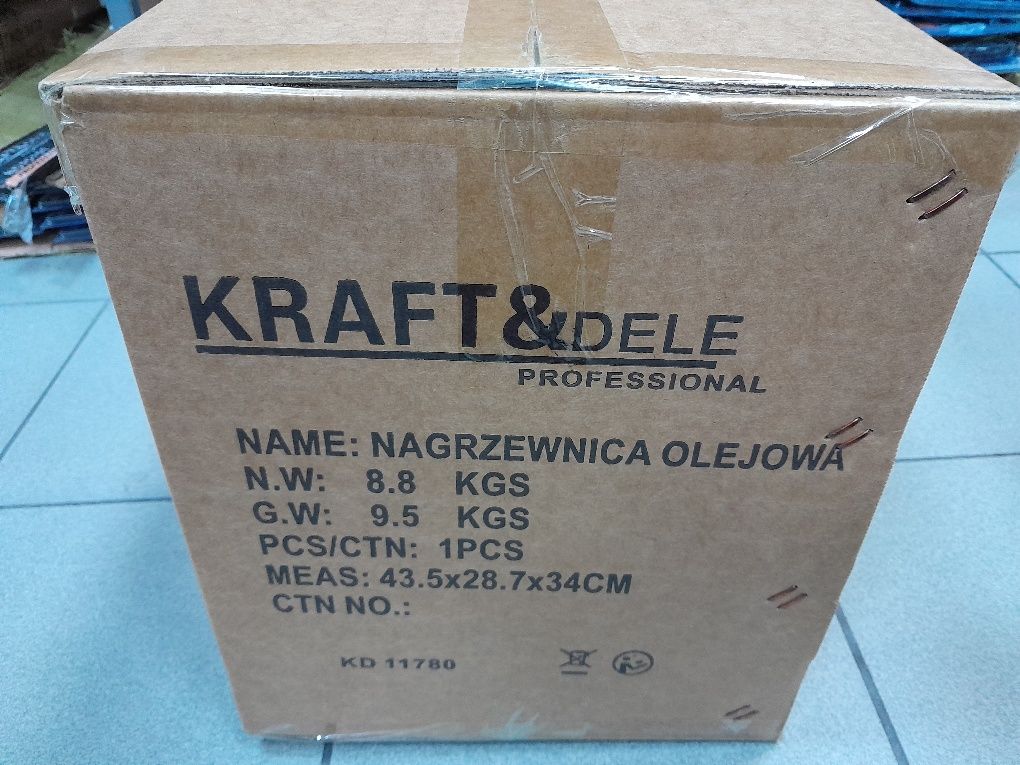 KRAFT&DELE
PROFESSIONAL
NAME: NAGRZEWNICA OLEJOWA
N.W: 8.8 KGS
G.W: 9.5 KGS
PCS/CTN: 1PCS
MEAS: 43.5x28.7x34CM
CTN NO.:
KD 11780